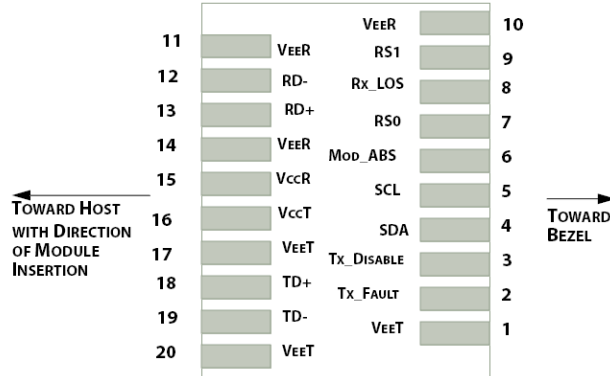 11 VEER
12 RD-
13 RD+
14 VEER
15 VCCR
16 VCCT
17 VEET
18 TD+
19 TD-
20 VEET
VEER 10
RS1 9
RX_LOS 8
RS0 7
MOD_ABS 6
SCL 5
SDA 4
TX_DISABLE 3
TX_FAULT 2
VEET 1
TOWARD HOST
WITH DIRECTION
OF MODULE
INSERTION
TOWARD
BEZEL